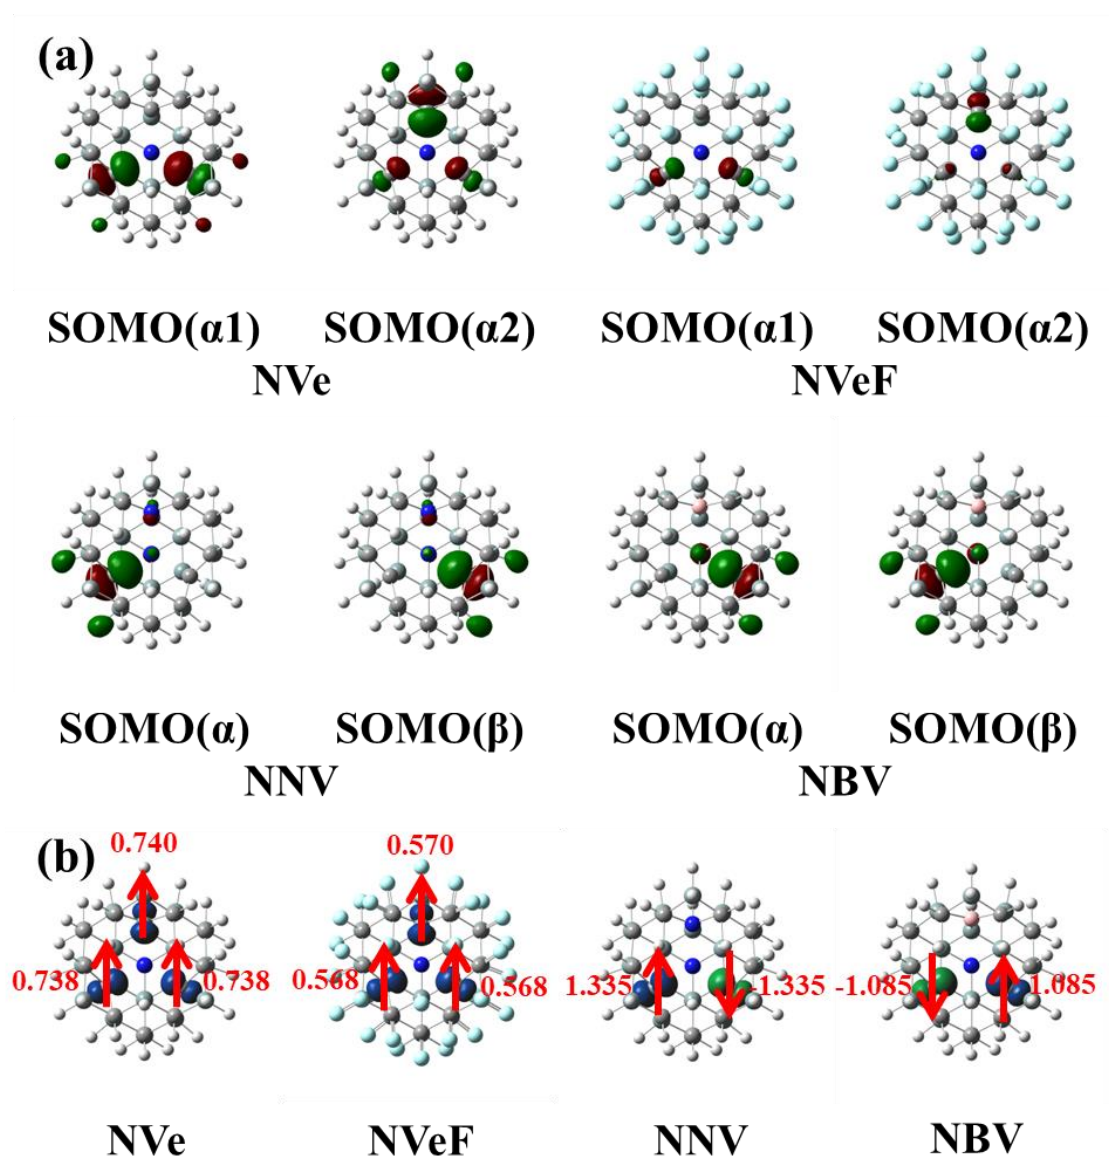 (a)
SOMO(α1) SOMO(α2) SOMO(α1) SOMO(α2)
NVe NVeF
SOMO(α) SOMO(β) SOMO(α) SOMO(β)
NNV NBV
(b)
0.740 0.570
0.738 0.738 0.568 0.568 1.335 -1.335 -1.085 1.085
NVe NVeF NNV NBV